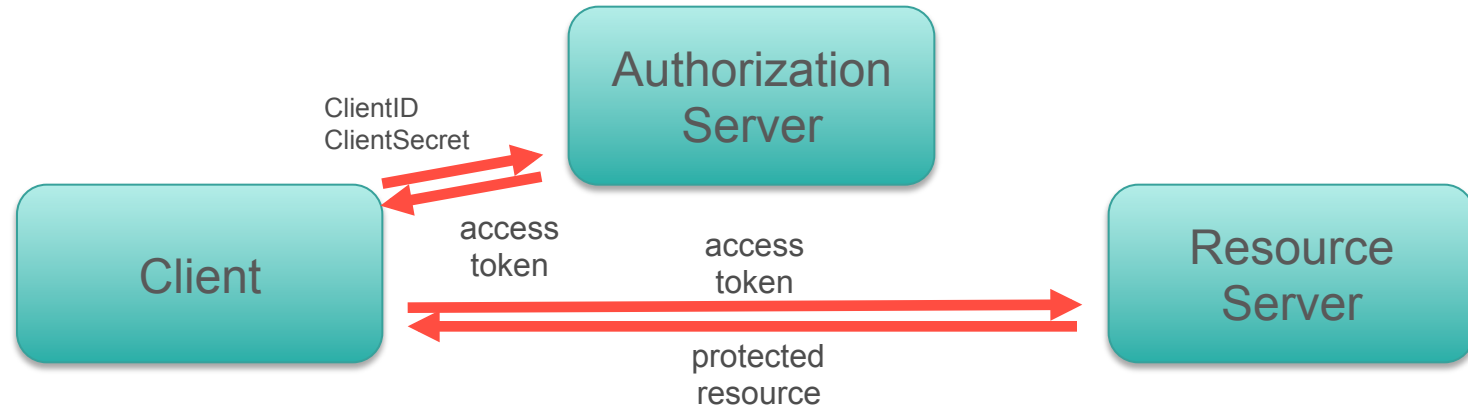 Authorization
Server
ClientID
ClientSecret
Client
access
token
access
token
Resource
Server
protected
resource